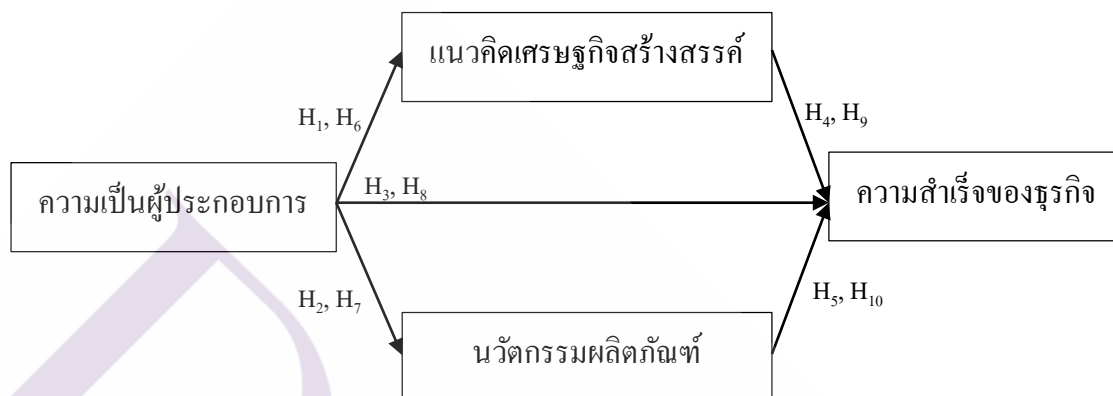 แนวคิดเศรษฐกิจสร้างสรรค์
H1, H6
H4, H9
ความเป็นผู้ประกอบการ
H3, H8
ความสำเร็จของธุรกิจ
H2, H7
H5, H10
นวัตกรรมผลิตภัณฑ์